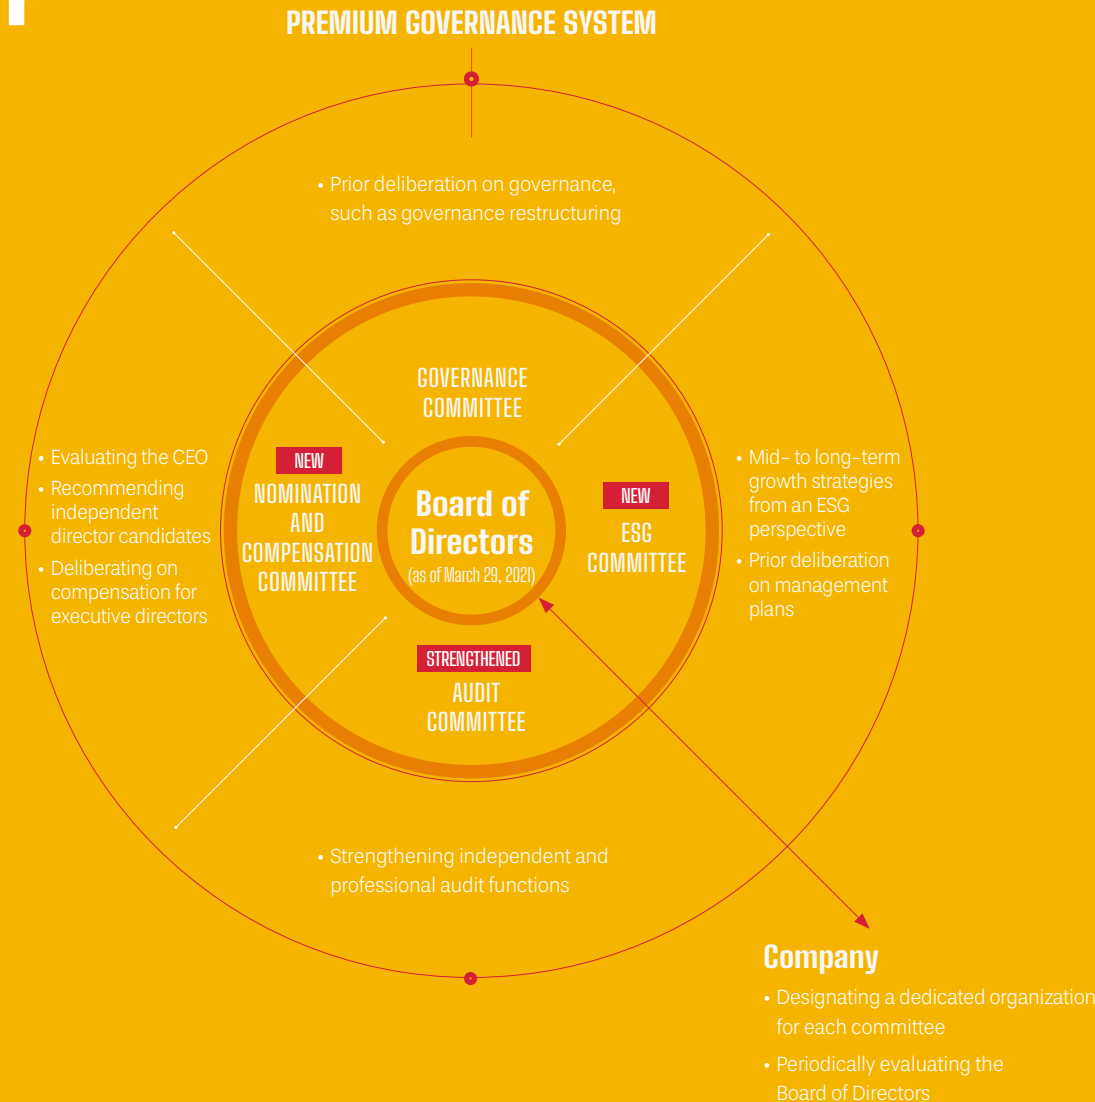 PREMIUM GOVERNANCE SYSTEM
• Prior deliberation on governance,
such as governance restructuring
GOVERNANCE
COMMITTEE
• Evaluating the CEO
• Recommending
independent
director candidates
• Deliberating on
compensation for
executive directors
NEW
NOMINATION
AND
COMPENSATION
COMMITTEE
Board of
Directors
(as of March 29, 2021)
NEW
ESG
COMMITTEE
• Mid- to long-term
growth strategies
from an ESG
perspective
• Prior deliberation
on management
plans
STRENGTHENED
AUDIT
COMMITTEE
• Strengthening independent and
professional audit functions
Company
• Designating a dedicated organization
for each committee
• Periodically evaluating the
Board of Directors